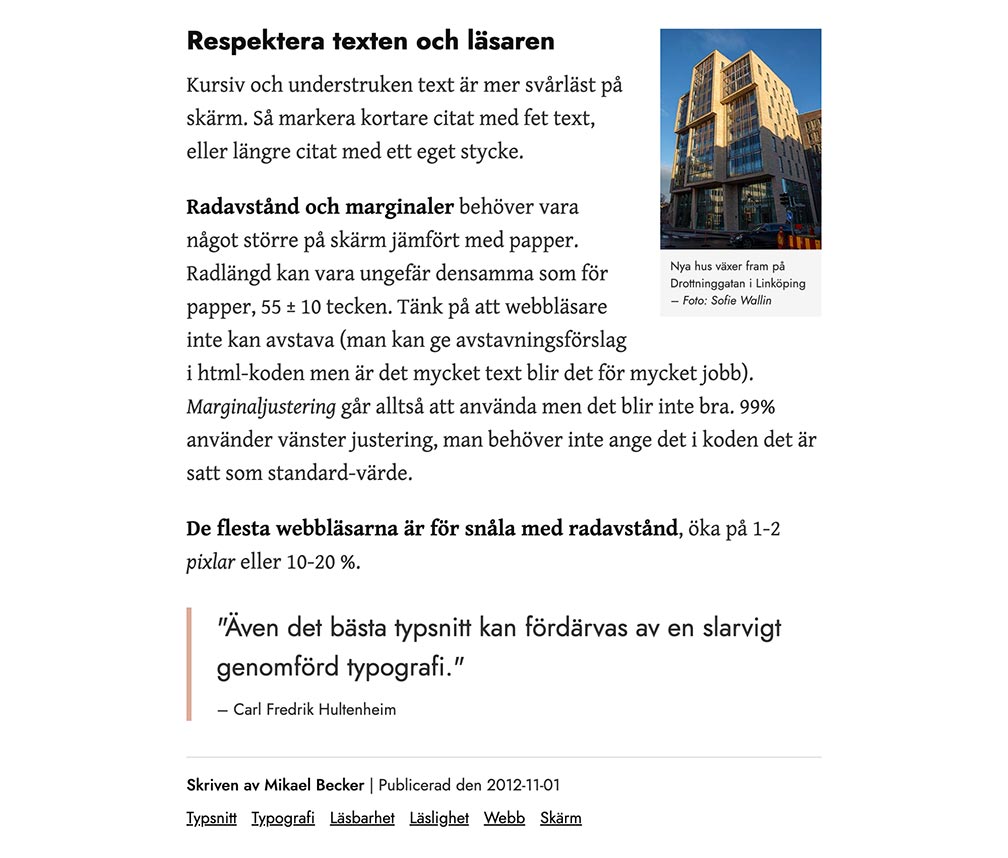 Respektera texten och läsaren
Kursiv och understruken text är mer svårläst på
skärm. Så markera kortare citat med fet text,
eller längre citat med ett eget stycke.
Radavstånd och marginaler behöver vara
något större på skärm jämfört med papper.
Radlängd kan vara ungefär densamma som för
papper, 55 ± 10 tecken. Tänk på att webbläsare
inte kan avstava (man kan ge avstavningsförslag
i html-koden men är det mycket text blir det för mycket jobb).
Marginaljustering går alltså att använda men det blir inte bra. 99%
använder vänster justering, man behöver inte ange det i koden det är
satt som standard-värde.
Nya hus växer fram på
Drottninggatan i Linköping
– Foto: Sofie Wallin
De flesta webbläsarna är för snåla med radavstånd, öka på 1-2
pixlar eller 10-20 %.
"Även det bästa typsnitt kan fördärvas av en slarvigt
genomförd typografi."
– Carl Fredrik Hultenheim
Skriven av Mikael Becker | Publicerad den 2012-11-01
Typsnitt Typografi Läsbarhet Läslighet Webb Skärm